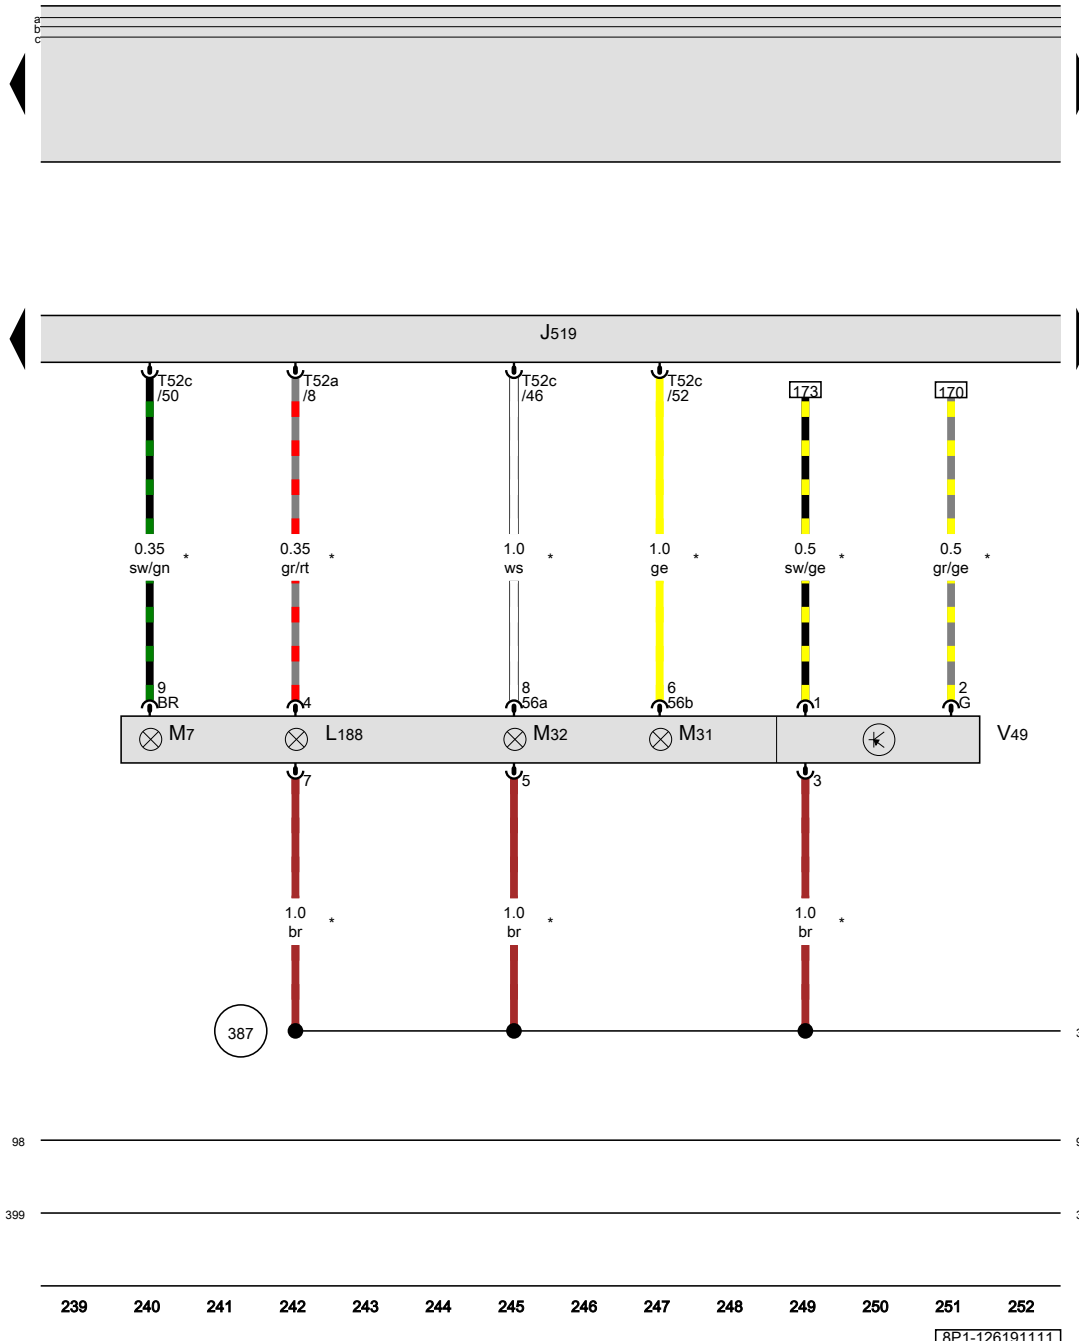 a
b
c
J519
T52c
/50
T52a
/8
T52c
/46
T52c
/52
173
170
0.35 *
sw/gn
0.35 *
gr/rt
1.0 *
ws
1.0 *
ge
0.5 *
sw/ge
0.5 *
gr/ge
9
BR
4
8
56a
6
56b
1
2
G
M7
L188
M32
M31
V49
7
5
3
1.0 *
br
1.0 *
br
1.0 *
br
387
98
399
239 240 241 242 243 244 245 246 247 248 249 250 251 252
8P1-126191111